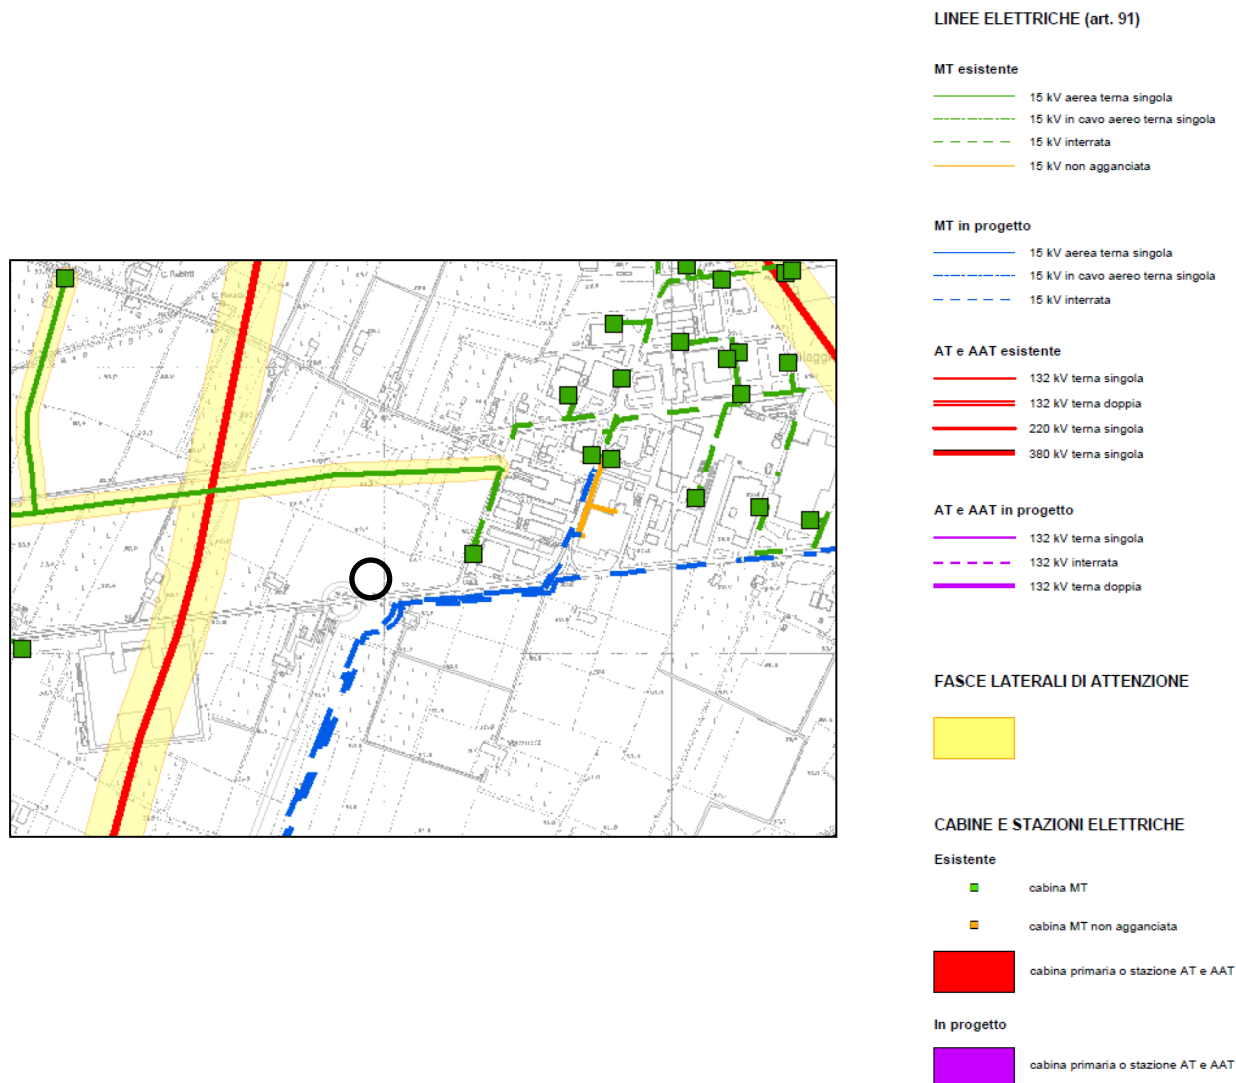 LINEE ELETTRICHE (art. 91)
MT esistente
15 kV aerea terna singola
15 kV in cavo aereo terna singola
15 kV interrata
15 kV non agganciata
MT in progetto
15 kV aerea terna singola
15 kV in cavo aereo terna singola
15 kV interrata
AT e AAT esistente
132 kV terna singola
132 kV terna doppia
220 kV terna singola
380 kV terna singola
AT e AAT in progetto
132 kV terna singola
132 kV interrata
132 kV terna doppia
FASCE LATERALI DI ATTENZIONE
CABINE E STAZIONI ELETTRICHE
Esistente
cabina MT
cabina MT non agganciata
cabina primaria o stazione AT e AAT
In progetto
cabina primaria o stazione AT e AAT